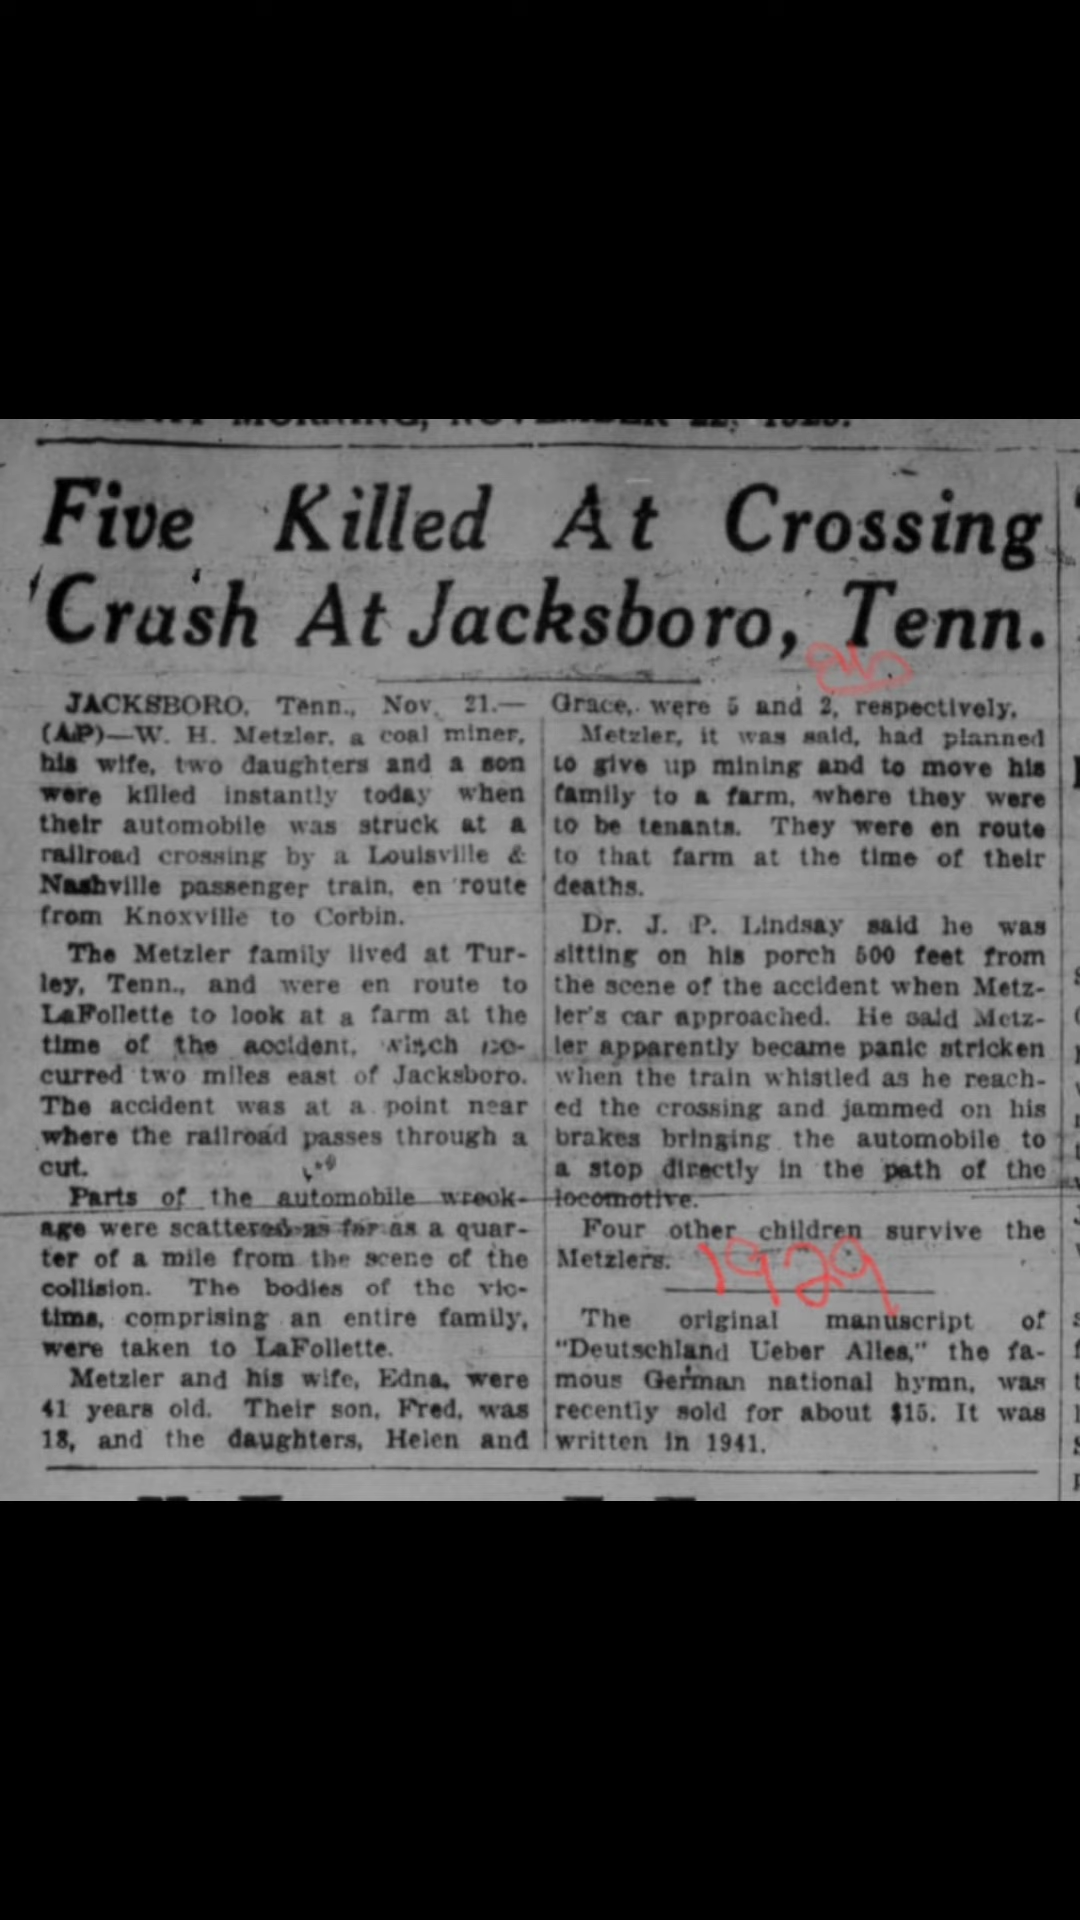 MORNING, NOVEMBER 22, 1929.
Five Killed At Crossing
Crash At Jacksboro, Tenn.
JACKSBORO, Tenn., Nov. 21.—
(AP)—W. H. Metzler, a coal miner,
his wife, two daughters and a son
were killed instantly today when
their automobile was struck at a
railroad crossing by a Louisville &
Nashville passenger train, en route
from Knoxville to Corbin.
The Metzler family lived at Tur-
ley, Tenn., and were en route to
LaFollette to look at a farm at the
time of the accident, which oc-
curred two miles east of Jacksboro.
The accident was at a point near
where the railroad passes through a
cut.
Parts of the automobile wreck-
age were scattered as far as a quar-
ter of a mile from the scene of the
collision. The bodies of the vic-
tims, comprising an entire family,
were taken to LaFollette.
Metzler and his wife, Edna, were
41 years old. Their son, Fred, was
18, and the daughters, Helen and
Grace, were 5 and 2, respectively.
Metzler, it was said, had planned
to give up mining and to move his
family to a farm, where they were
to be tenants. They were en route
to that farm at the time of their
deaths.
Dr. J. P. Lindsay said he was
sitting on his porch 500 feet from
the scene of the accident when Metz-
ler's car approached. He said Metz-
ler apparently became panic stricken
when the train whistled as he reach-
ed the crossing and jammed on his
brakes bringing the automobile to
a stop directly in the path of the
locomotive.
Four other children survive the
Metzlers.
1929
The original manuscript of
"Deutschland Ueber Alles," the fa-
mous German national hymn, was
recently sold for about $15. It was
written in 1941.